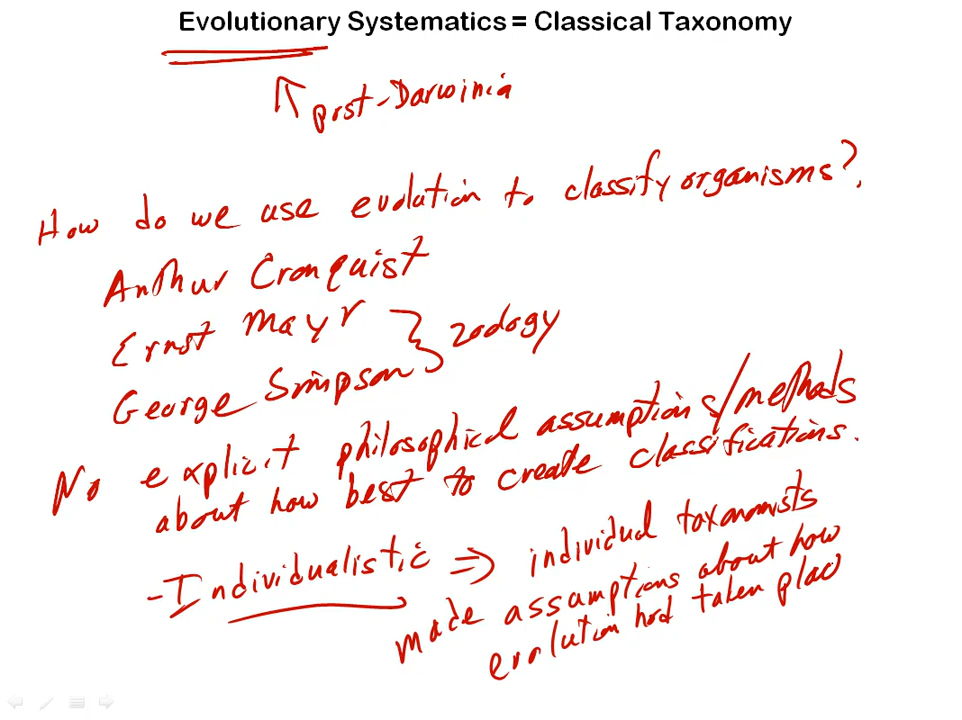 Evolutionary Systematics = Classical Taxonomy
post-Darwinia
How do we use evolution to classify organisms?
Arthur Cronquist
Ernst Mayr
George Simpson
zoology
No explicit philosophical assumptions/methods
about how best to create classifications.
-Individualistic => individual taxonomists
made assumptions about how
evolution had taken plac